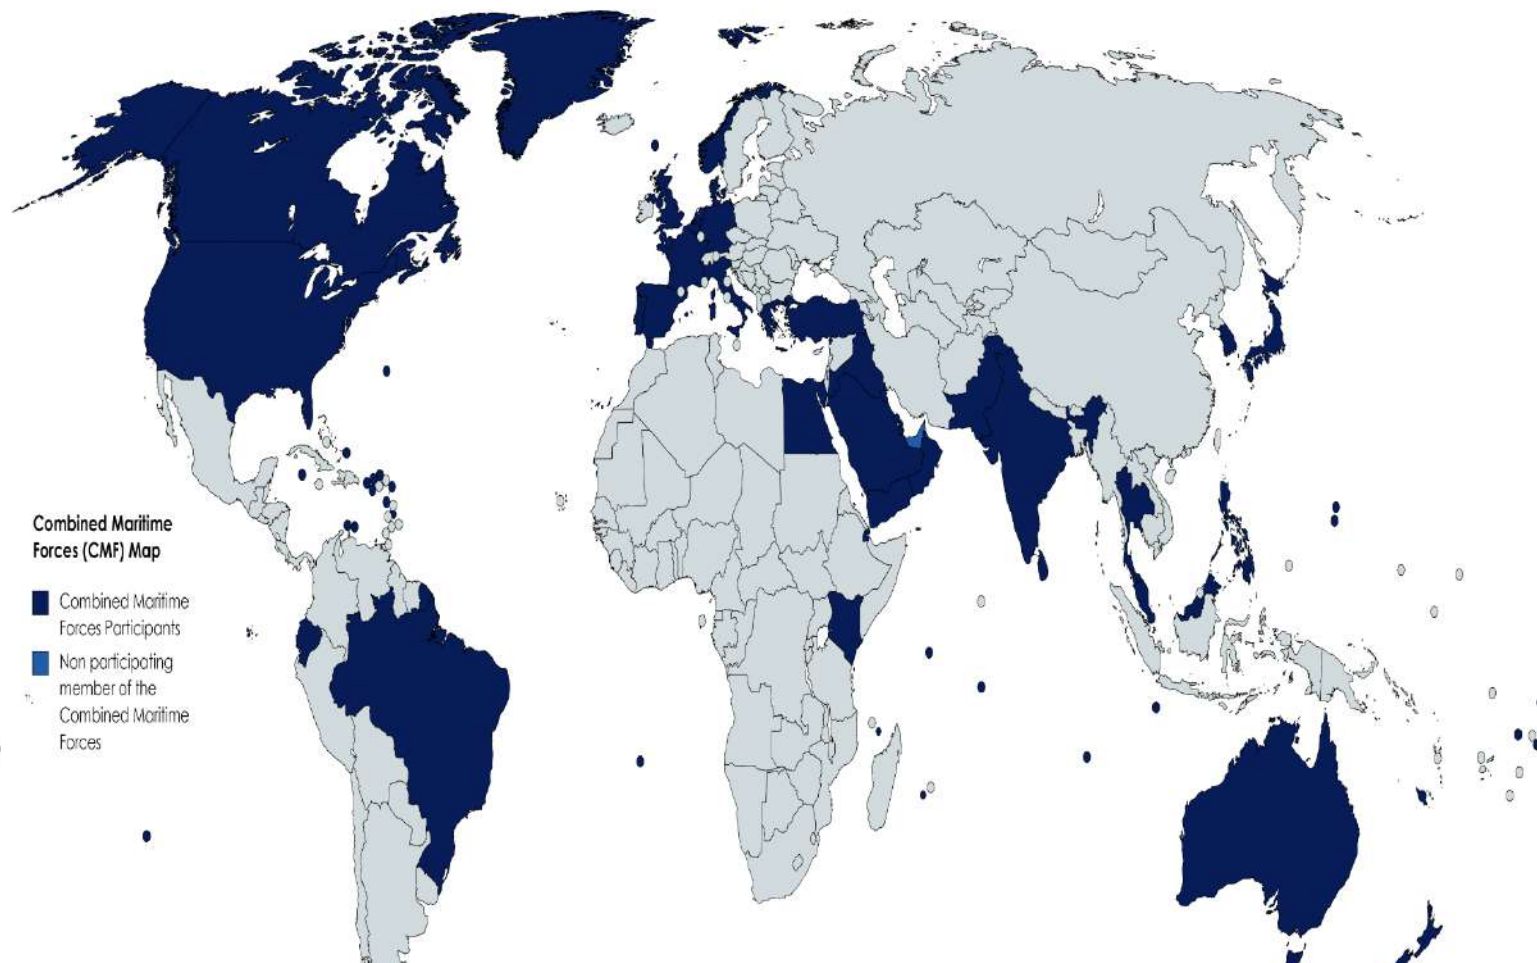 Combined Maritime
Forces (CMF) Map
Combined Maritime
Forces Participants
Non participating
member of the
Combined Maritime
Forces